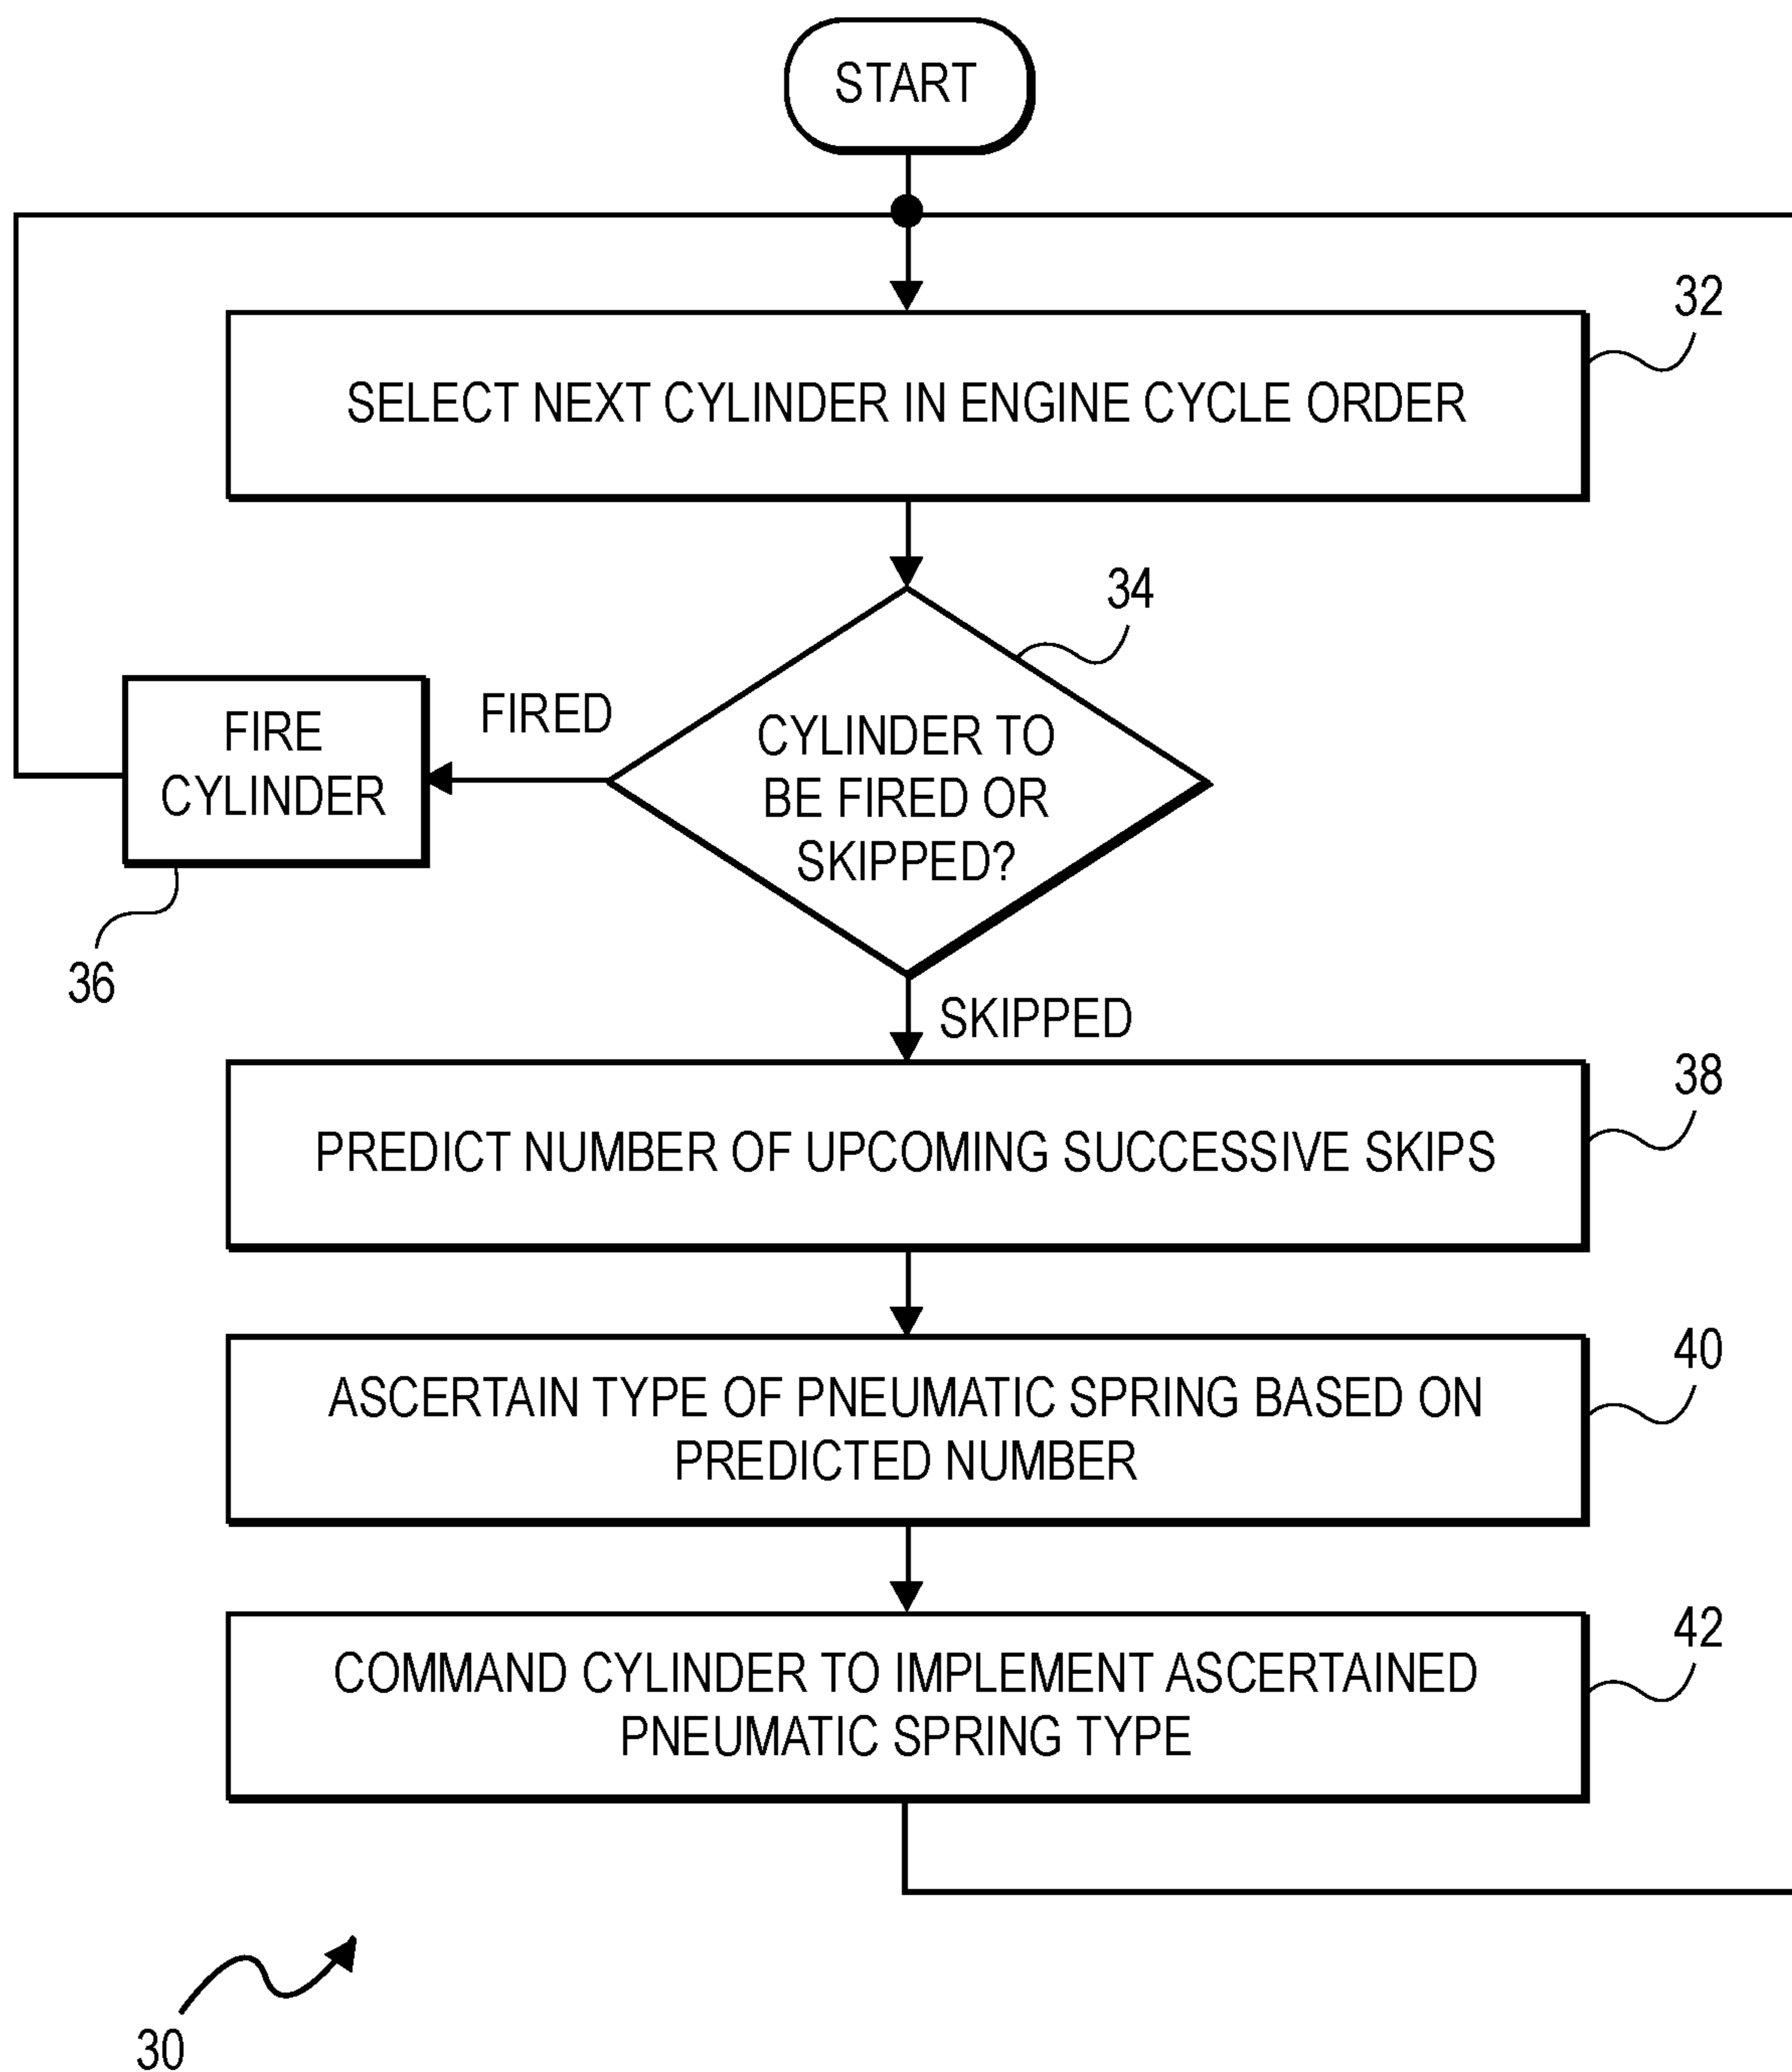 START
32
SELECT NEXT CYLINDER IN ENGINE CYCLE ORDER
34
CYLINDER TO
BE FIRED OR
SKIPPED?
FIRED
FIRE
CYLINDER
36
SKIPPED
38
PREDICT NUMBER OF UPCOMING SUCCESSIVE SKIPS
40
ASCERTAIN TYPE OF PNEUMATIC SPRING BASED ON
PREDICTED NUMBER
42
COMMAND CYLINDER TO IMPLEMENT ASCERTAINED
PNEUMATIC SPRING TYPE
30